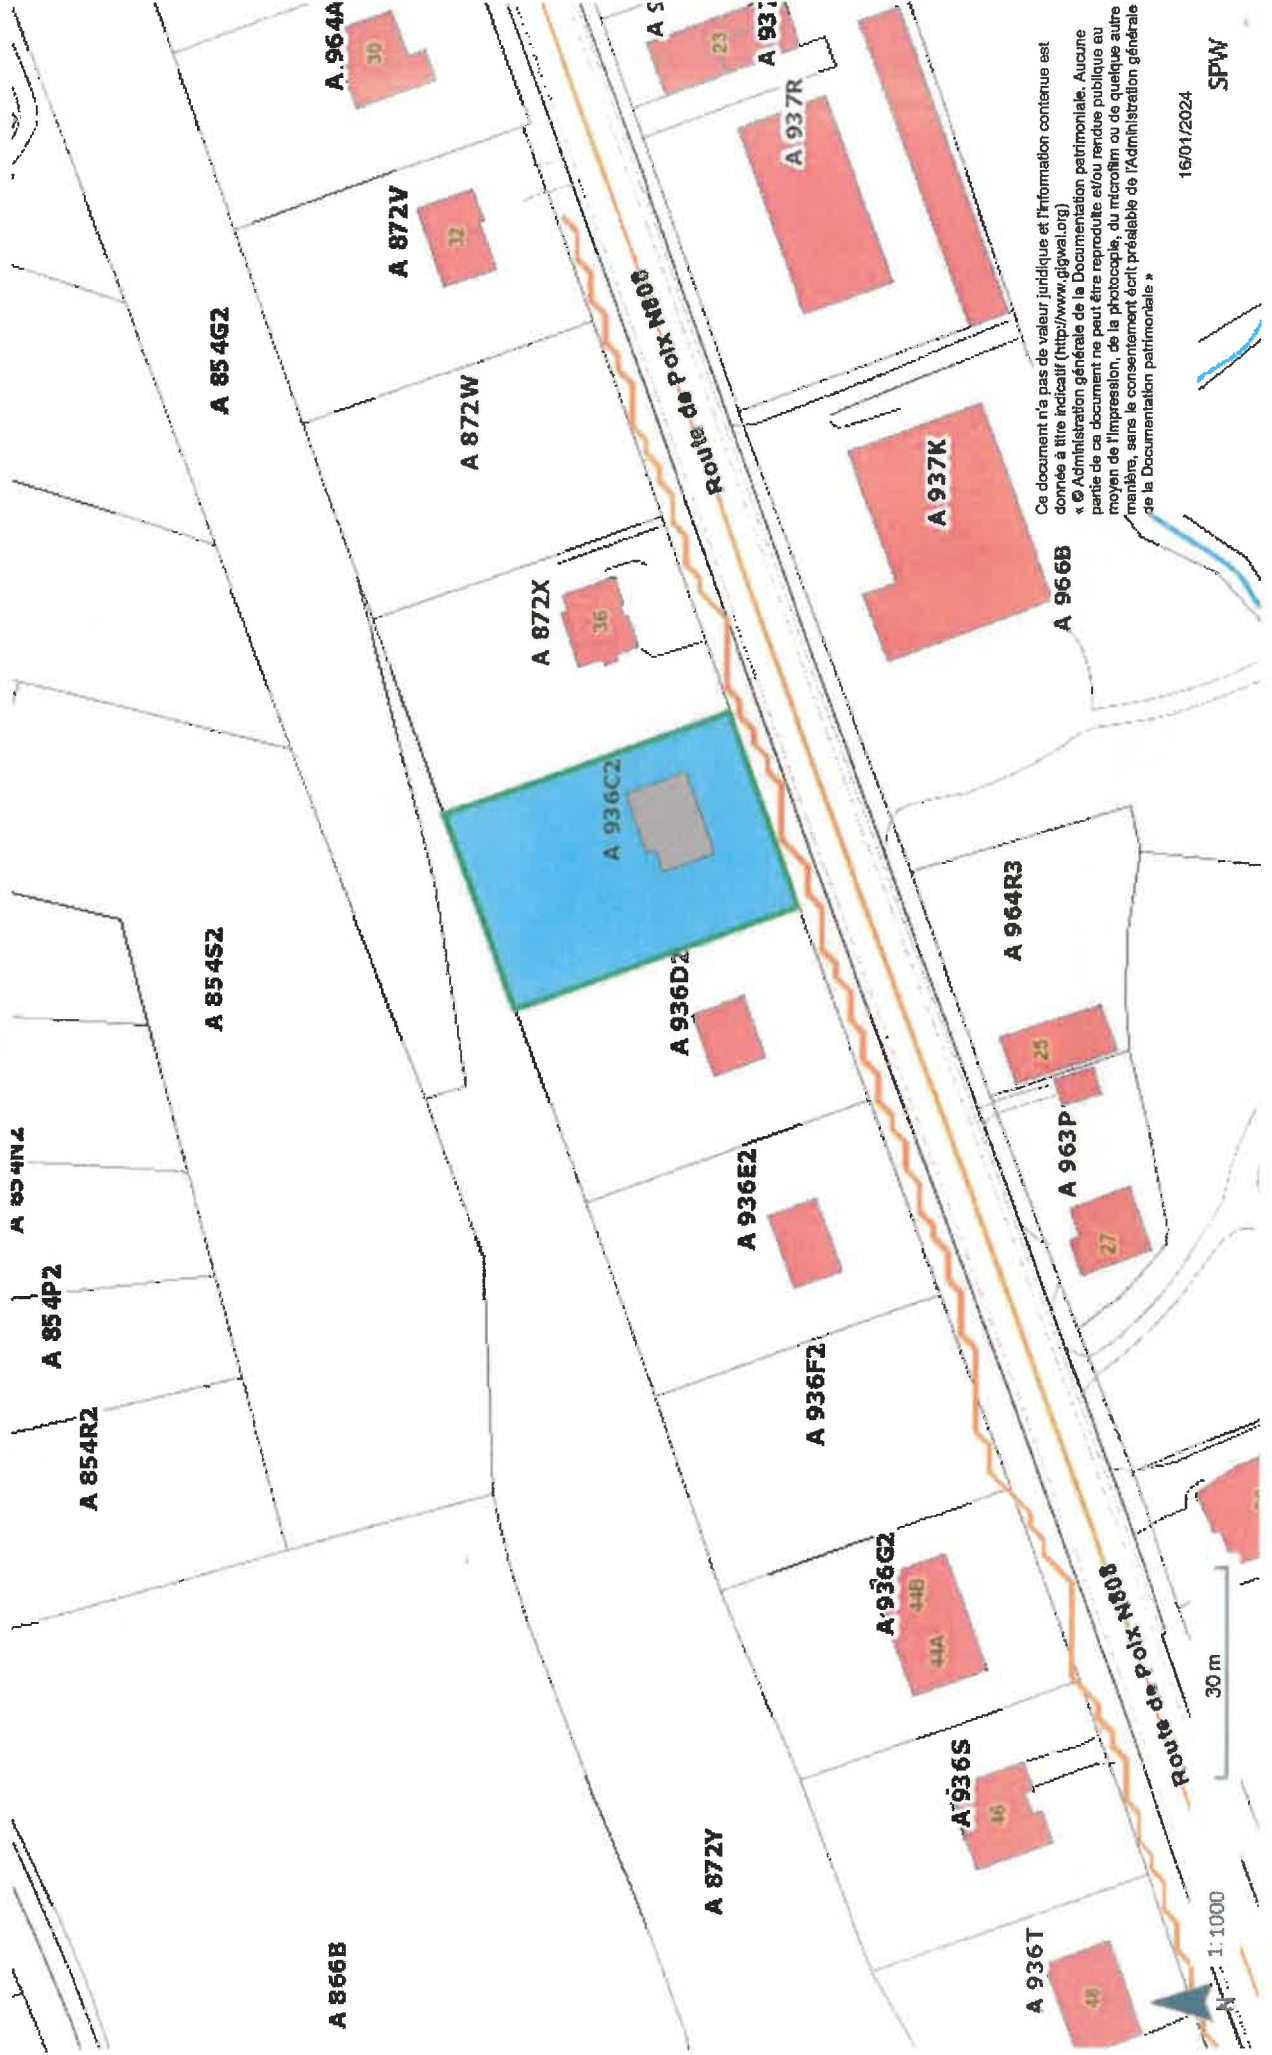 A 964A
30
A 872V
32
A 854G2
A 872W
Route de Poix N808
23
A 937R
A 872X
36
A 937K
A 966B
A 936C2
A 854S2
A 936D2
A 964R3
25
A 963P
27
A 936E2
A 854N2
A 854P2
A 854R2
A 936F2
A 936G2
44A
44B
A 936S
46
Route de Poix N808
A 872Y
A 866B
A 936T
48
30 m
1: 1000
N
Ce document n'a pas de valeur juridique et l'information contenue est
donnée à titre indicatif (http://www.gigwal.org)
« © Administration générale de la Documentation patrimoniale. Aucune
partie de ce document ne peut être reproduite et/ou rendue publique au
moyen de l'impression, de la photocopie, du microfilm ou de quelque autre
manière, sans le consentement écrit préalable de l'Administration générale
de la Documentation patrimoniale »
16/01/2024
SPW